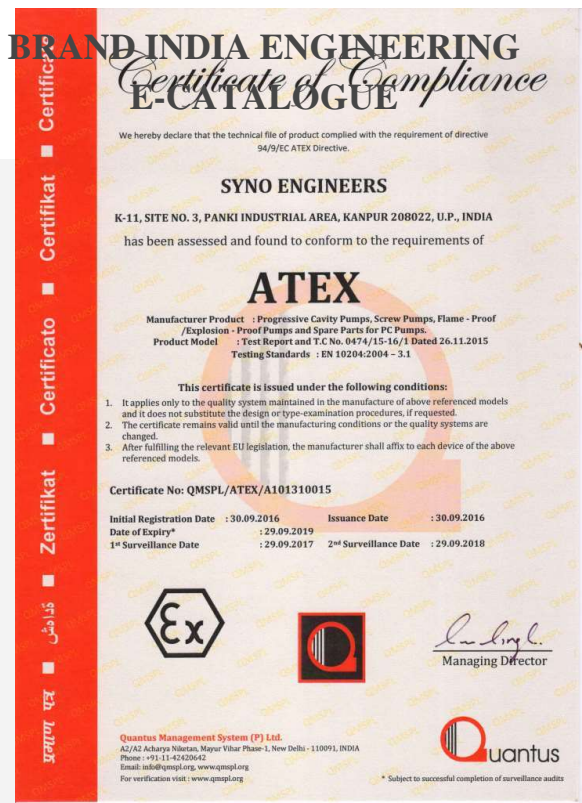 BRAND INDIA ENGINEERING
E-CATALOGUE
Certificate of Compliance
We hereby declare that the technical file of product complied with the requirement of directive
94/9/EC ATEX Directive.
SYNO ENGINEERS
K-11, SITE NO. 3, PANKI INDUSTRIAL AREA, KANPUR 208022, U.P., INDIA
has been assessed and found to conform to the requirements of
ATEX
Manufacturer Product : Progressive Cavity Pumps, Screw Pumps, Flame - Proof
/Explosion - Proof Pumps and Spare Parts for PC Pumps.
Product Model : Test Report and T.C No. 0474/15-16/1 Dated 26.11.2015
Testing Standards : EN 10204:2004 – 3.1
This certificate is issued under the following conditions:
1. It applies only to the quality system maintained in the manufacture of above referenced models
and it does not substitute the design or type-examination procedures, if requested.
2. The certificate remains valid until the manufacturing conditions or the quality systems are
changed.
3. After fulfilling the relevant EU legislation, the manufacturer shall affix to each device of the above
referenced models.
Certificate No: QMSPL/ATEX/A101310015
Initial Registration Date : 30.09.2016 Issuance Date : 30.09.2016
Date of Expiry* : 29.09.2019
1st Surveillance Date : 29.09.2017 2nd Surveillance Date : 29.09.2018
Ex
Managing Director
Quantus Management System (P) Ltd.
A2/A2 Acharya Niketan, Mayur Vihar Phase-1, New Delhi - 110091, INDIA
Phone : +91-11-42420642
Email: info@qmspl.org, www.qmspl.org
For verification visit : www.qmspl.org
Quantus
* Subject to successful completion of surveillance audits
प्रमाण पत्र ■ ■ Zertifikat ■ Certificato ■ Certifikat ■ Certificate